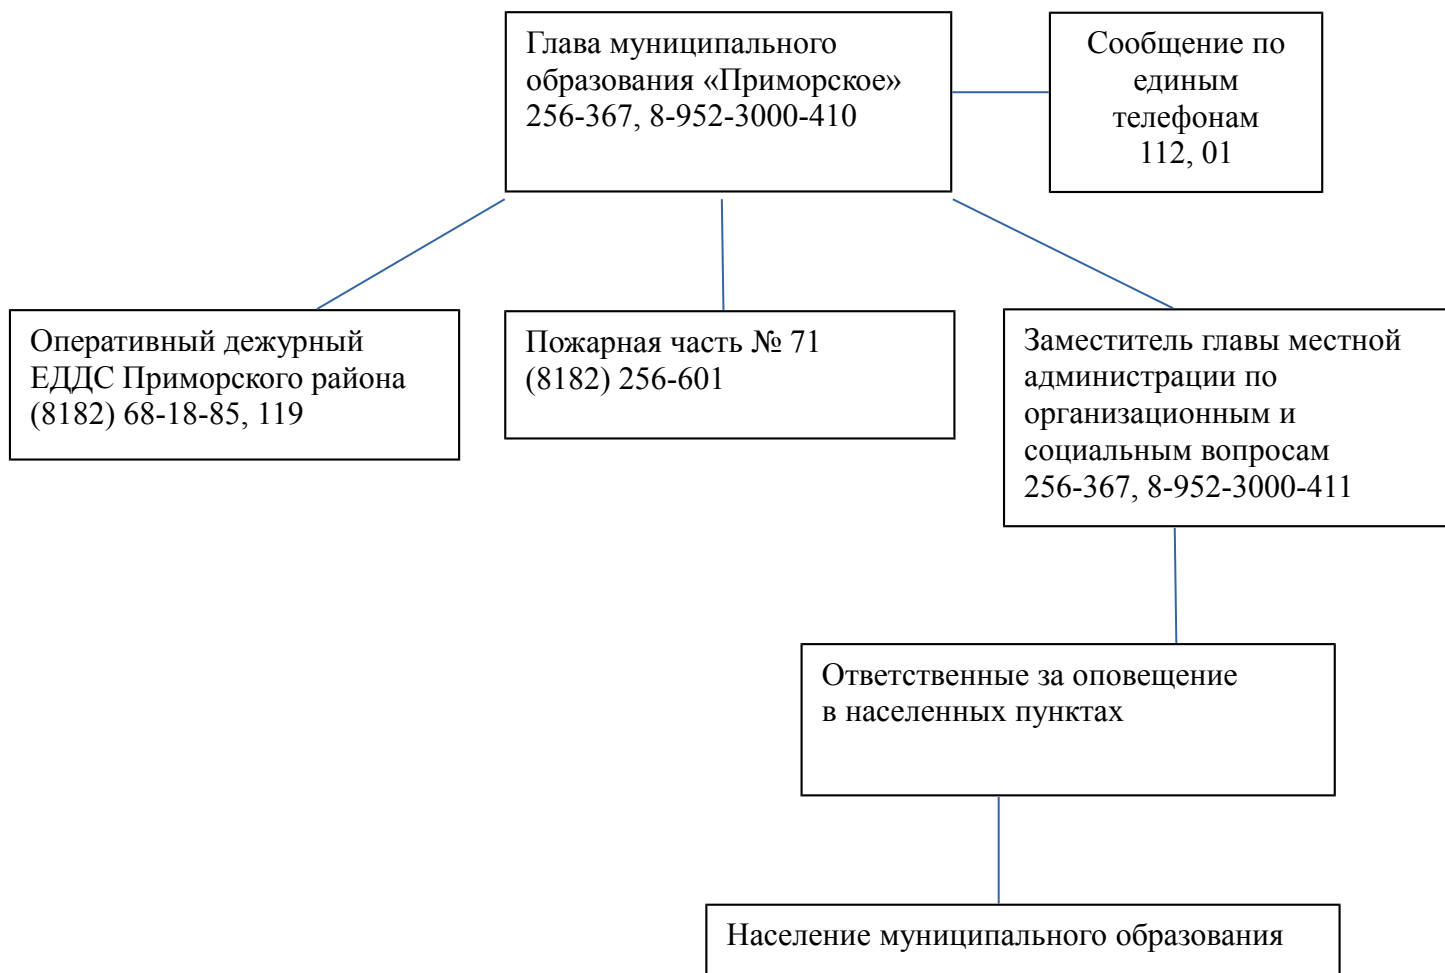 Глава муниципального
образования «Приморское»
256-367, 8-952-3000-410
Сообщение по
единым
телефонам
112, 01
Оперативный дежурный
ЕДДС Приморского района
(8182) 68-18-85, 119
Пожарная часть № 71
(8182) 256-601
Заместитель главы местной
администрации по
организационным и
социальным вопросам
256-367, 8-952-3000-411
Ответственные за оповещение
в населенных пунктах
Население муниципального образования